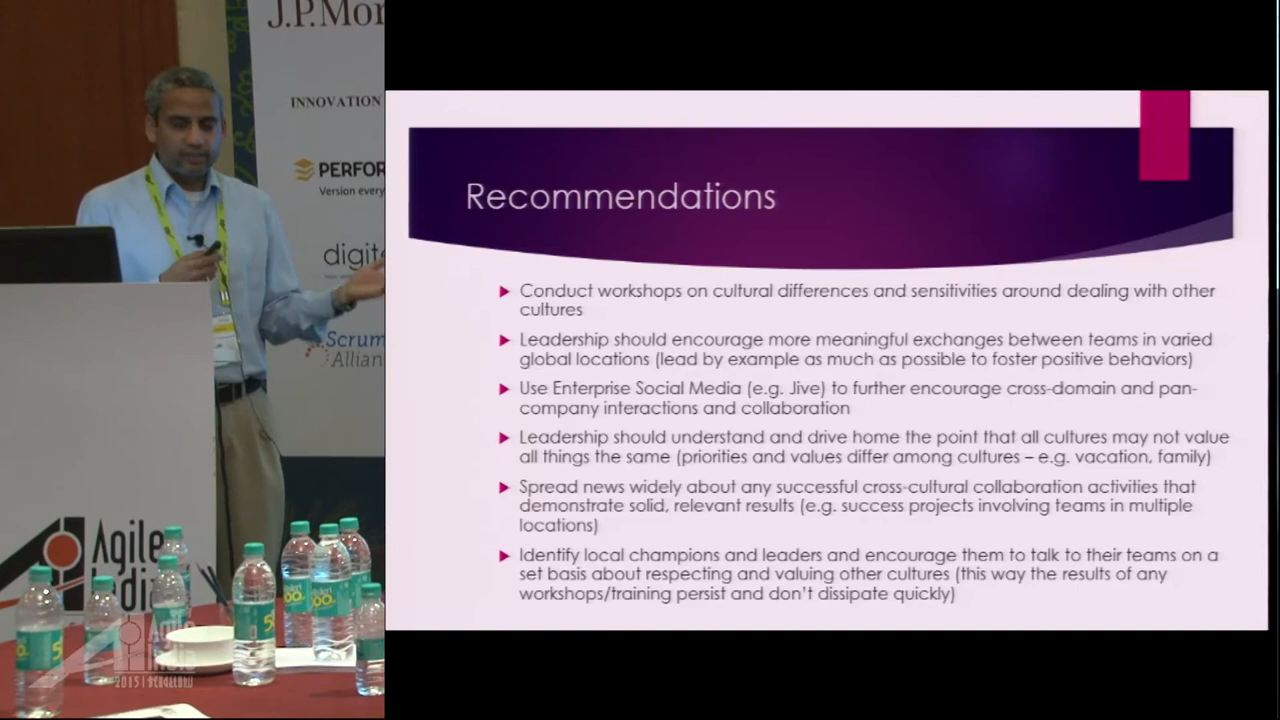 J.P.Mor
INNOVATION
PERFOR
Version every
digite
Scrum
Allian
Agile
India
Agile
India
2015 | BENGALURU
Recommendations
Conduct workshops on cultural differences and sensitivities around dealing with other
cultures
Leadership should encourage more meaningful exchanges between teams in varied
global locations (lead by example as much as possible to foster positive behaviors)
Use Enterprise Social Media (e.g. Jive) to further encourage cross-domain and pan-
company interactions and collaboration
Leadership should understand and drive home the point that all cultures may not value
all things the same (priorities and values differ among cultures – e.g. vacation, family)
Spread news widely about any successful cross-cultural collaboration activities that
demonstrate solid, relevant results (e.g. success projects involving teams in multiple
locations)
Identify local champions and leaders and encourage them to talk to their teams on a
set basis about respecting and valuing other cultures (this way the results of any
workshops/training persist and don't dissipate quickly)